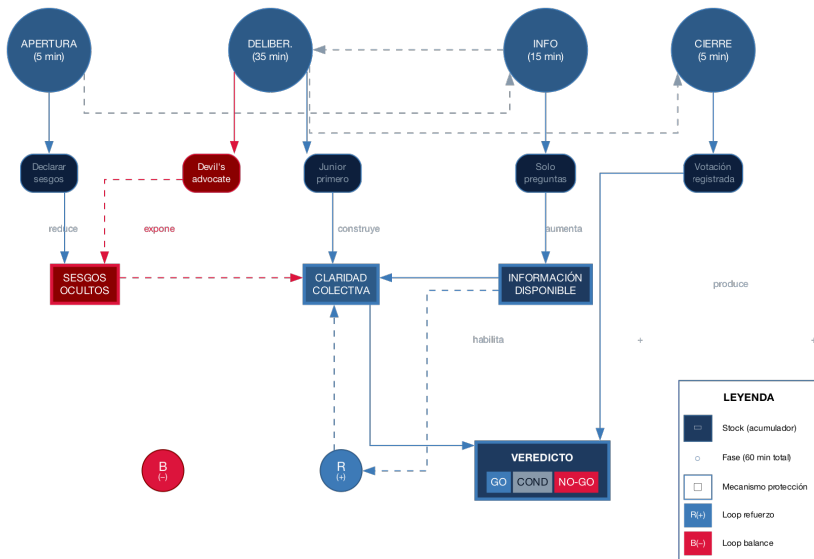 APERTURA
(5 min)
DELIBER.
(35 min)
INFO
(15 min)
CIERRE
(5 min)
Declarar
sesgos
Devil's
advocate
Junior
primero
Solo
preguntas
Votación
registrada
reduce
expone
construye
aumenta
SESGOS
OCULTOS
CLARIDAD
COLECTIVA
INFORMACIÓN
DISPONIBLE
produce
habilita
+
+
B
(−)
R
(+)
VEREDICTO
GO
COND
NO-GO
LEYENDA
Stock (acumulador)
Fase (60 min total)
Mecanismo protección
R(+)
Loop refuerzo
B(−)
Loop balance